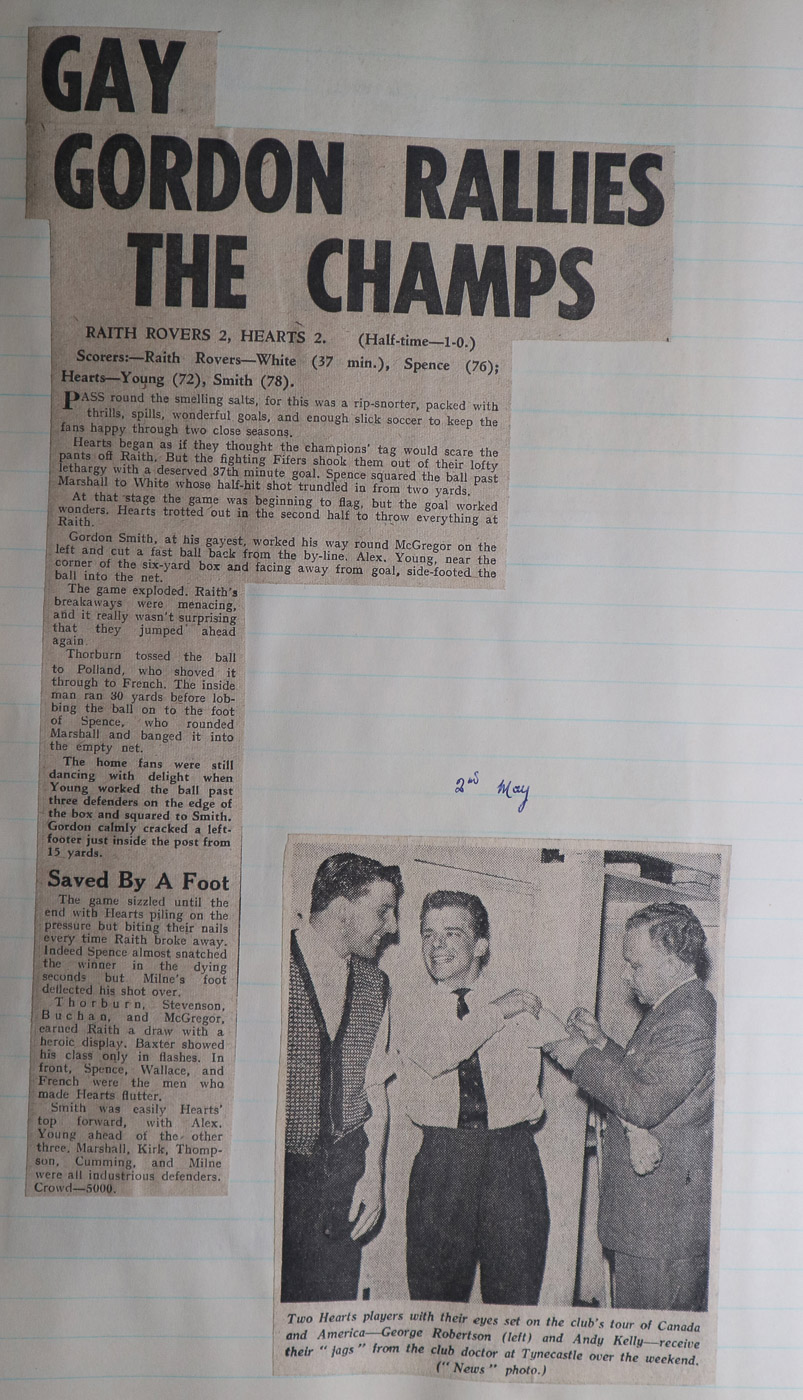 GAY
GORDON RALLIES
THE CHAMPS
RAITH ROVERS 2, HEARTS 2. (Half-time—1-0.)
Scorers:—Raith Rovers—White (37 min.), Spence (76);
Hearts—Young (72), Smith (78).
PASS round the smelling salts, for this was a rip-snorter, packed with
thrills, spills, wonderful goals, and enough slick soccer to keep the
fans happy through two close seasons.
Hearts began as if they thought the champions' tag would scare the
pants off Raith. But the fighting Fifers shook them out of their lofty
lethargy with a deserved 37th minute goal. Spence squared the ball past
Marshall to White whose half-hit shot trundled in from two yards.
At that stage the game was beginning to flag, but the goal worked
wonders. Hearts trotted out in the second half to throw everything at
Raith.
Gordon Smith, at his gayest, worked his way round McGregor on the
left and cut a fast ball back from the by-line. Alex. Young, near the
corner of the six-yard box and facing away from goal, side-footed the
ball into the net.
The game exploded. Raith's
breakaways were menacing,
and it really wasn't surprising
that they jumped ahead
again.
Thorburn tossed the ball
to Polland, who shoved it
through to French. The inside
man ran 30 yards before lob-
bing the ball on to the foot
of Spence, who rounded
Marshall and banged it into
the empty net.
The home fans were still
dancing with delight when
Young worked the ball past
three defenders on the edge of
the box and squared to Smith.
Gordon calmly cracked a left-
footer just inside the post from
15 yards.
Saved By A Foot
The game sizzled until the
end with Hearts piling on the
pressure but biting their nails
every time Raith broke away.
Indeed Spence almost snatched
the winner in the dying
seconds but Milne's foot
deflected his shot over.
Thorburn, Stevenson,
Buchan, and McGregor,
earned Raith a draw with a
heroic display. Baxter showed
his class only in flashes. In
front, Spence, Wallace, and
French were the men who
made Hearts flutter.
Smith was easily Hearts'
top forward, with Alex.
Young ahead of the other
three. Marshall, Kirk, Thomp-
son, Cumming, and Milne
were all industrious defenders.
Crowd—5000.
2nd May
Two Hearts players with their eyes set on the club's tour of Canada
and America—George Robertson (left) and Andy Kelly—receive
their "jags" from the club doctor at Tynecastle over the weekend.
("News" photo.)